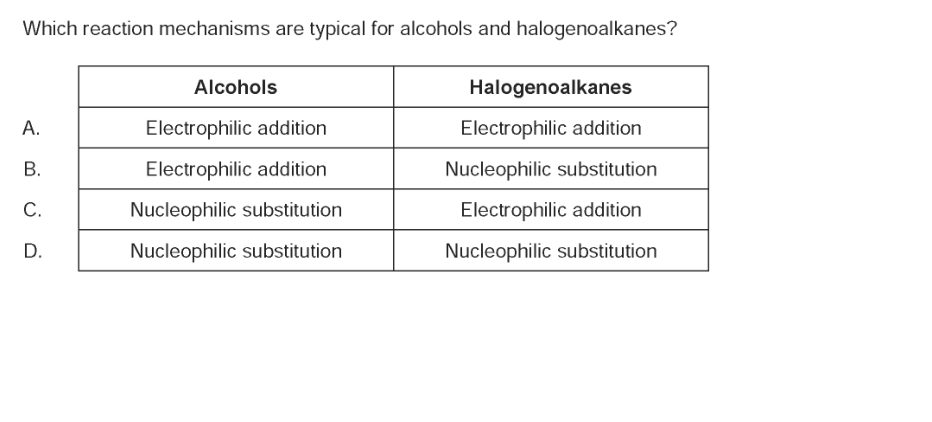 Which reaction mechanisms are typical for alcohols and halogenoalkanes?
Alcohols Halogenoalkanes
A. Electrophilic addition Electrophilic addition
B. Electrophilic addition Nucleophilic substitution
C. Nucleophilic substitution Electrophilic addition
D. Nucleophilic substitution Nucleophilic substitution